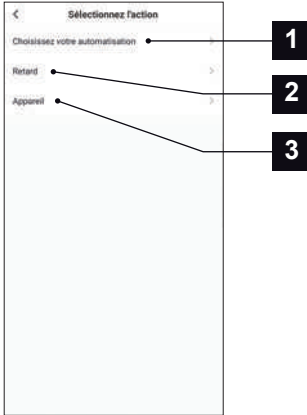 Sélectionnez l'action
Choisissez votre automatisation
1
Retard
2
Appareil
3